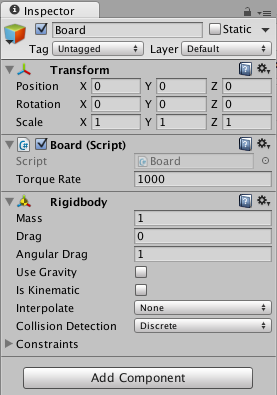 Inspector
Board Static
Tag Untagged Layer Default
Transform
Position X 0 Y 0 Z 0
Rotation X 0 Y 0 Z 0
Scale X 1 Y 1 Z 1
Board (Script)
Script Board
Torque Rate 1000
Rigidbody
Mass 1
Drag 0
Angular Drag 1
Use Gravity
Is Kinematic
Interpolate None
Collision Detection Discrete
Constraints
Add Component